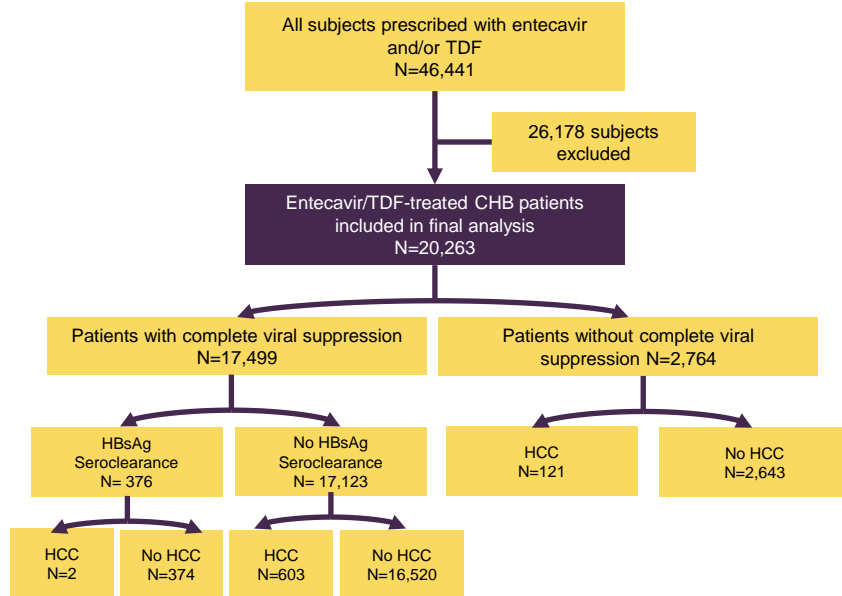 All subjects prescribed with entecavir
and/or TDF
N=46,441
26,178 subjects
excluded
Entecavir/TDF-treated CHB patients
included in final analysis
N=20,263
Patients with complete viral suppression
N=17,499
Patients without complete viral
suppression N=2,764
HBsAg
Seroclearance
N= 376
No HBsAg
Seroclearance
N= 17,123
HCC
N=121
No HCC
N=2,643
HCC
N=2
No HCC
N=374
HCC
N=603
No HCC
N=16,520